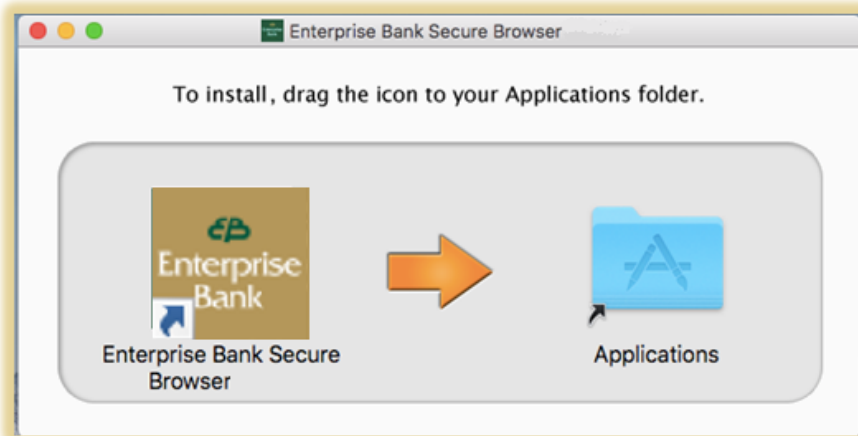 Enterprise Bank Secure Browser
To install, drag the icon to your Applications folder.
EB
Enterprise
Bank
Enterprise Bank Secure
Browser
Applications